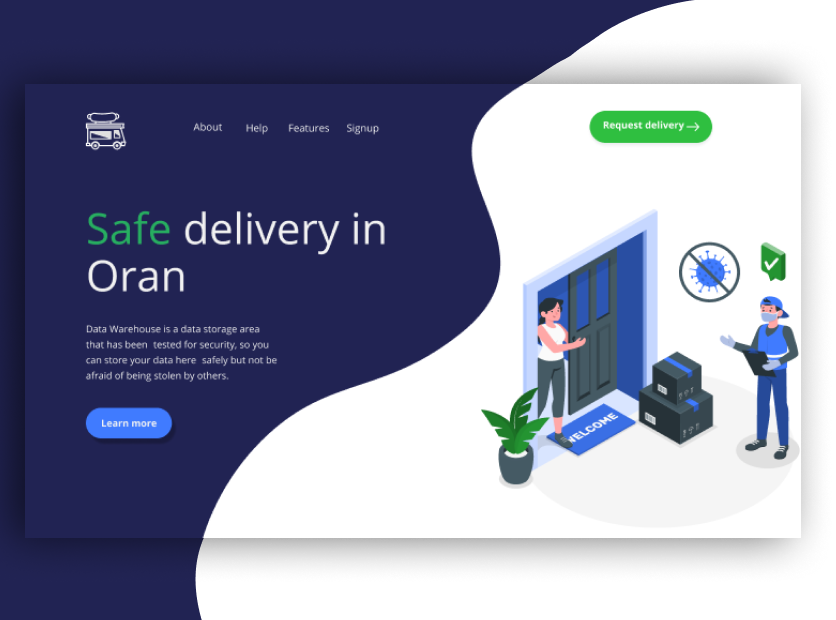 About Help Features Signup
Request delivery
Safe delivery in
Oran
Data Warehouse is a data storage area
that has been tested for security, so you
can store your data here safely but not be
afraid of being stolen by others.
Learn more
WELCOME